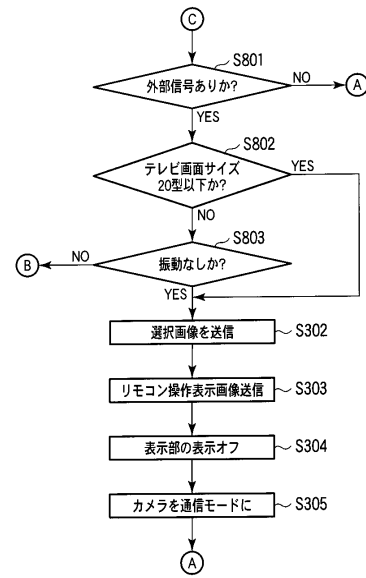 C
S801
外部信号ありか?
NO
A
YES
S802
テレビ画面サイズ
20型以下か?
YES
NO
S803
振動なしか?
NO
B
YES
選択画像を送信
S302
リモコン操作表示画像送信
S303
表示部の表示オフ
S304
カメラを通信モードに
S305
A